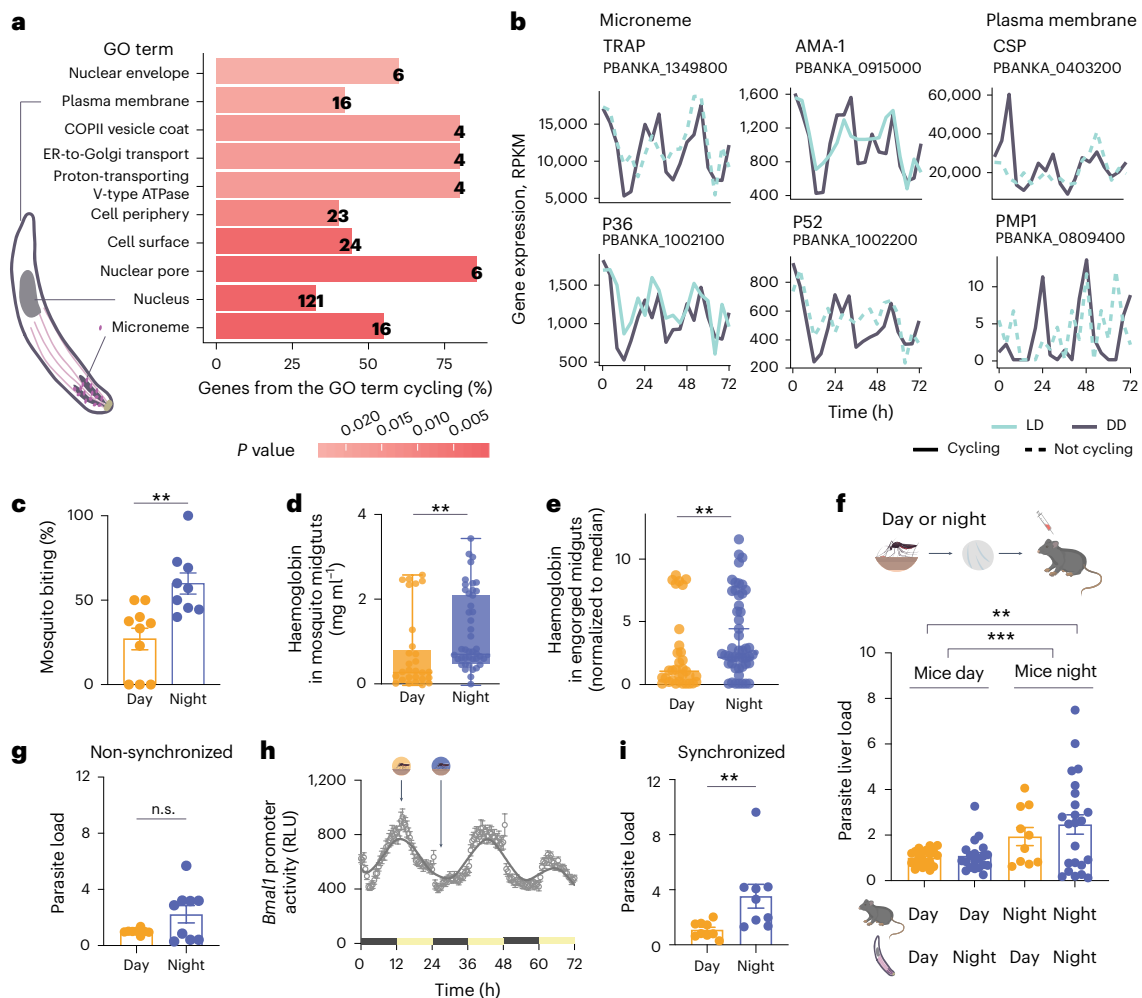 a
GO term
Nuclear envelope
Plasma membrane
COPII vesicle coat
ER-to-Golgi transport
Proton-transporting
V-type ATPase
Cell periphery
Cell surface
Nuclear pore
Nucleus
Microneme
6
16
4
4
4
23
24
6
121
16
0 25 50 75
Genes from the GO term cycling (%)
0.020 0.015 0.010 0.005
P value
b
Microneme
Plasma membrane
TRAP
PBANKA_1349800
AMA-1
PBANKA_0915000
CSP
PBANKA_0403200
15,000
10,000
5,000
1,600
1,200
800
400
60,000
40,000
20,000
P36
PBANKA_1002100
P52
PBANKA_1002200
PMP1
PBANKA_0809400
1,500
1,000
500
800
600
400
200
10
5
0
Gene expression, RPKM
0 24 48 72
0 24 48 72
0 24 48 72
Time (h)
LD DD
Cycling Not cycling
c
Mosquito biting (%)
100
50
0
**
Day Night
d
Haemoglobin
in mosquito midgtuts
(mg ml⁻¹)
4
2
0
**
Day Night
e
Haemoglobin
in engorged midguts
(normalized to median)
10
5
0
**
Day Night
f
Day or night
**
***
Mice day Mice night
Parasite liver load
10
8
6
4
2
0
Day Day Night Night
Day Night Day Night
g
Non-synchronized
Parasite load
12
8
4
0
n.s.
Day Night
h
Bmal1 promoter
activity (RLU)
1,200
800
400
0
0 12 24 36 48 60 72
Time (h)
i
Synchronized
Parasite load
12
8
4
0
**
Day Night